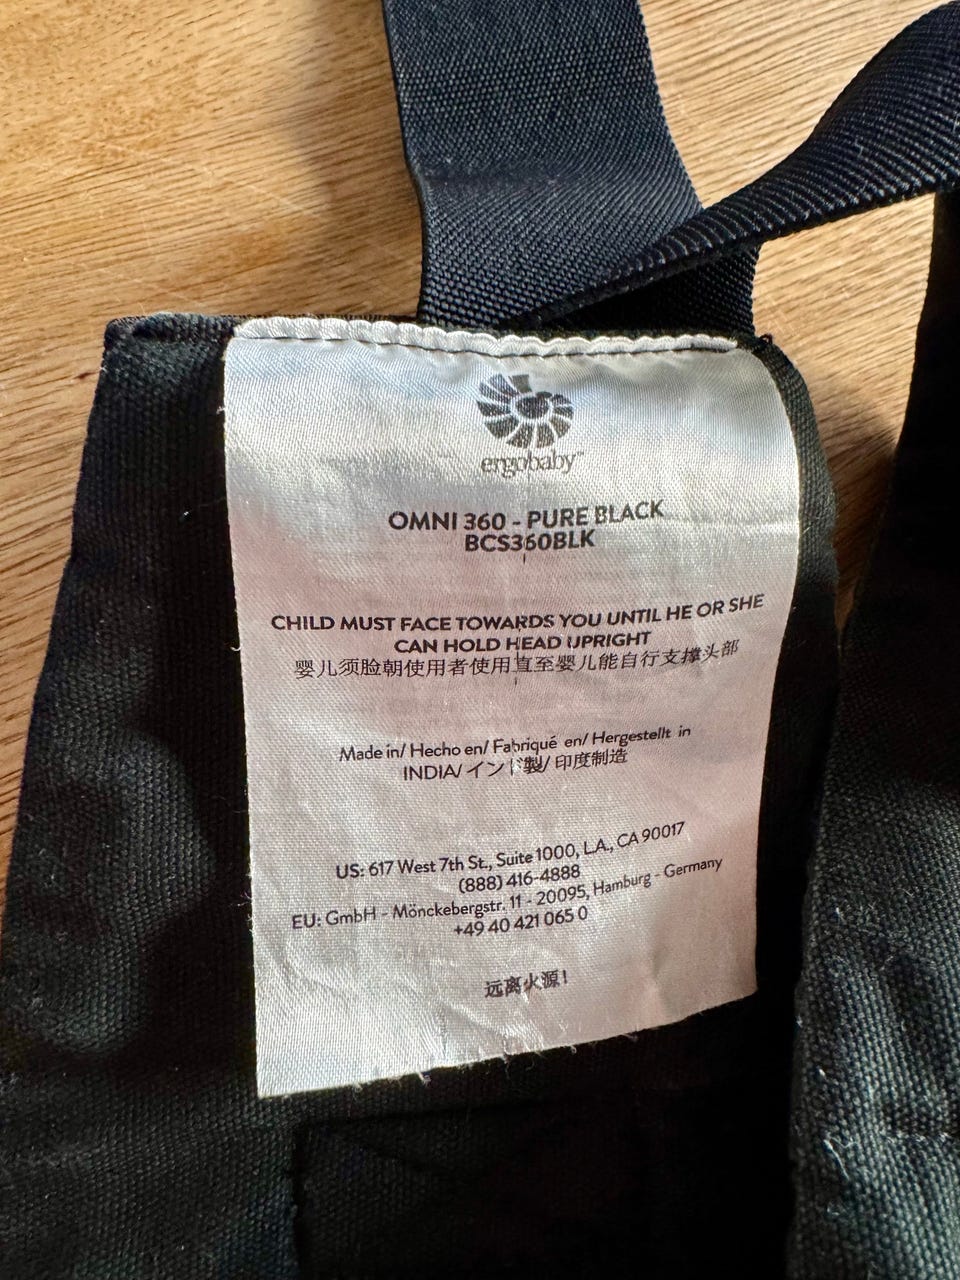 ergobaby™
OMNI 360 - PURE BLACK
BCS360BLK
CHILD MUST FACE TOWARDS YOU UNTIL HE OR SHE
CAN HOLD HEAD UPRIGHT
婴儿须脸朝使用者使用直至婴儿能自行支撑头部
Made in/ Hecho en/ Fabriqué en/ Hergestellt in
INDIA/ インド製/ 印度制造
US: 617 West 7th St., Suite 1000, L.A., CA 90017
(888) 416-4888
EU: GmbH - Mönckebergstr. 11 - 20095, Hamburg - Germany
+49 40 421 065 0
远离火源!